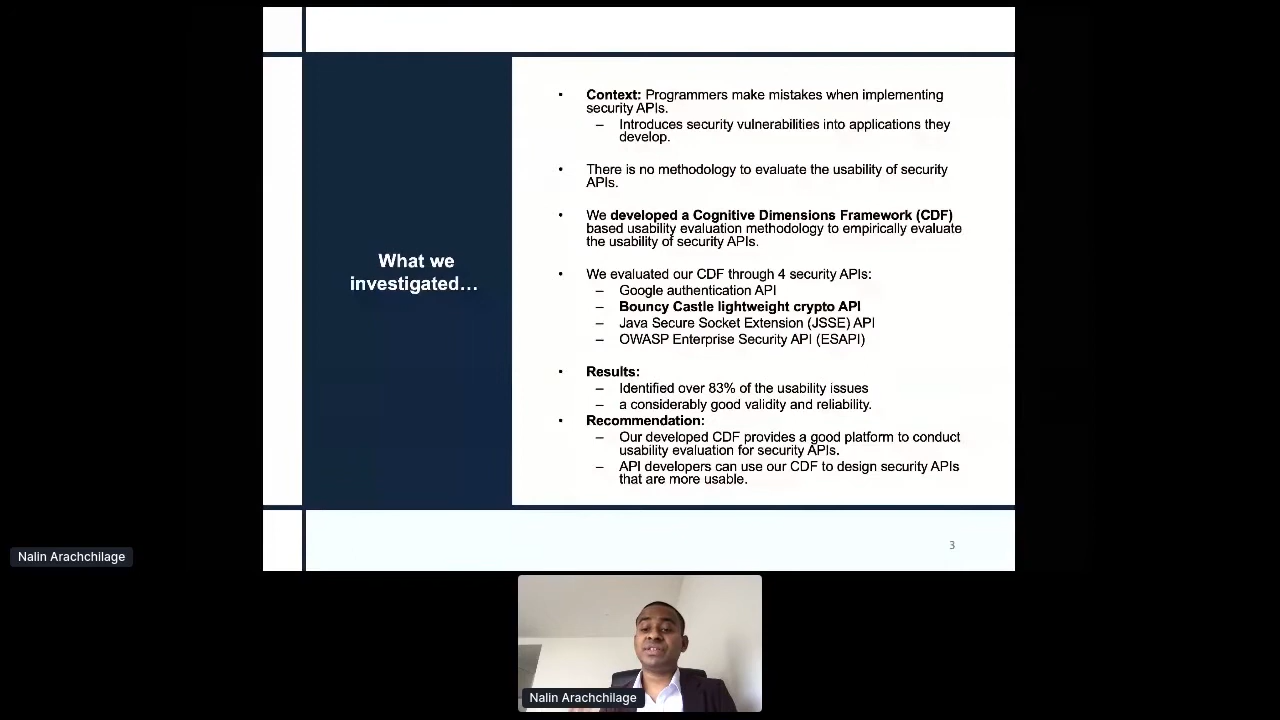 What we
investigated…
• Context: Programmers make mistakes when implementing
security APIs.
– Introduces security vulnerabilities into applications they
develop.
• There is no methodology to evaluate the usability of security
APIs.
• We developed a Cognitive Dimensions Framework (CDF)
based usability evaluation methodology to empirically evaluate
the usability of security APIs.
• We evaluated our CDF through 4 security APIs:
– Google authentication API
– Bouncy Castle lightweight crypto API
– Java Secure Socket Extension (JSSE) API
– OWASP Enterprise Security API (ESAPI)
• Results:
– Identified over 83% of the usability issues
– a considerably good validity and reliability.
• Recommendation:
– Our developed CDF provides a good platform to conduct
usability evaluation for security APIs.
– API developers can use our CDF to design security APIs
that are more usable.
3
Nalin Arachchilage
Nalin Arachchilage